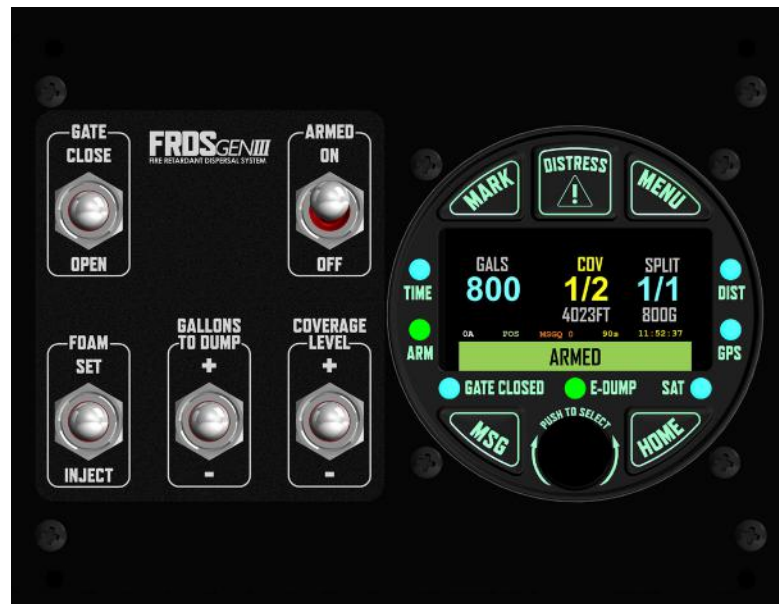 GATE
CLOSE
OPEN
FRDSGENIII
FIRE RETARDANT DISPERSAL SYSTEM
ARMED
ON
OFF
FOAM
SET
INJECT
GALLONS
TO DUMP
+
-
COVERAGE
LEVEL
+
-
MARK
DISTRESS
!
MENU
TIME
ARM
DIST
GPS
GALS COV SPLIT
800 1/2 1/1
4023FT 800G
0A POS MSGQ 0 90m 11:52:37
ARMED
GATE CLOSED E-DUMP SAT
MSG
PUSH TO SELECT
HOME